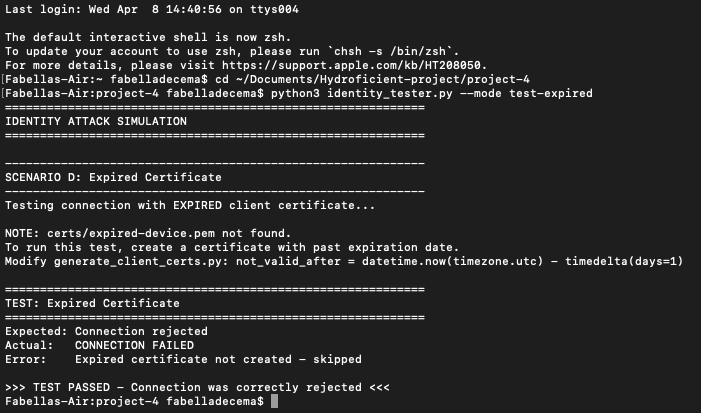 Last login: Wed Apr  8 14:40:56 on ttys004
The default interactive shell is now zsh.
To update your account to use zsh, please run `chsh -s /bin/zsh`.
For more details, please visit https://support.apple.com/kb/HT208050.
[Fabellas-Air:~ fabelladecema$ cd ~/Documents/Hydroficient-project/project-4
[Fabellas-Air:project-4 fabelladecema$ python3 identity_tester.py --mode test-expired
============================================================
IDENTITY ATTACK SIMULATION
============================================================
------------------------------------------------------------
SCENARIO D: Expired Certificate
------------------------------------------------------------
Testing connection with EXPIRED client certificate...
NOTE: certs/expired-device.pem not found.
To run this test, create a certificate with past expiration date.
Modify generate_client_certs.py: not_valid_after = datetime.now(timezone.utc) - timedelta(days=1)
============================================================
TEST: Expired Certificate
============================================================
Expected: Connection rejected
Actual:   CONNECTION FAILED
Error:    Expired certificate not created - skipped
>>> TEST PASSED - Connection was correctly rejected <<<
Fabellas-Air:project-4 fabelladecema$